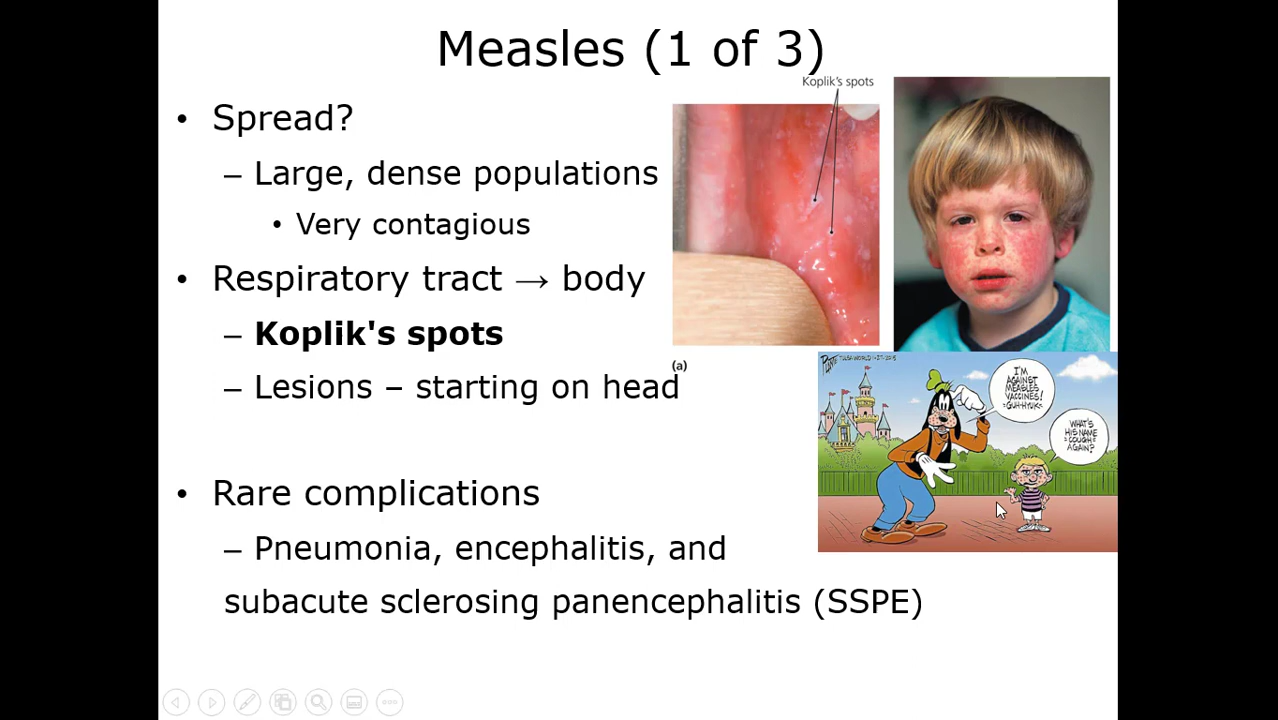 Measles (1 of 3)
• Spread?
– Large, dense populations
• Very contagious
• Respiratory tract → body
– Koplik's spots
– Lesions – starting on head
• Rare complications
– Pneumonia, encephalitis, and
subacute sclerosing panencephalitis (SSPE)
Koplik's spots
(a)
TULSA WORLD
I'M
AGAINST
MEASLES
VACCINES!
=GUH-HYUK=
WHAT'S
HIS NAME
=COUGH=
AGAIN?